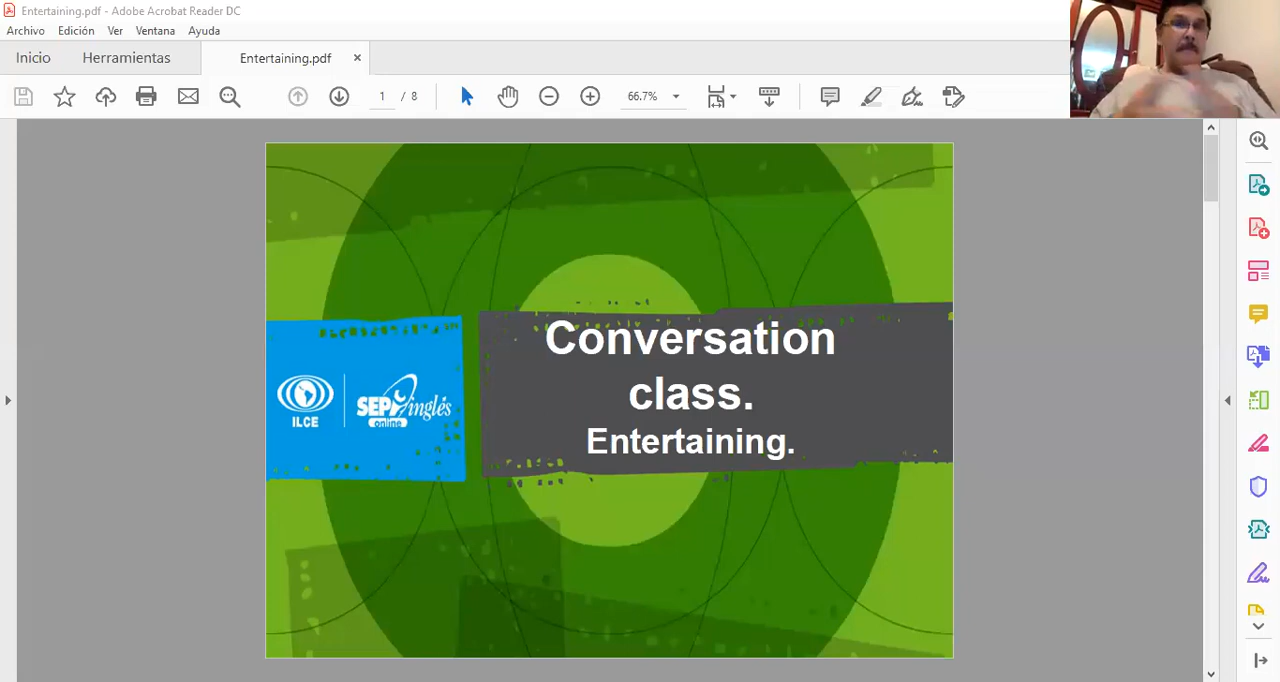 Entertaining.pdf - Adobe Acrobat Reader DC
Archivo Edición Ver Ventana Ayuda
Inicio Herramientas Entertaining.pdf ×
1 / 8 66.7%
Conversation
class.
Entertaining.
ILCE
SEP inglés
online